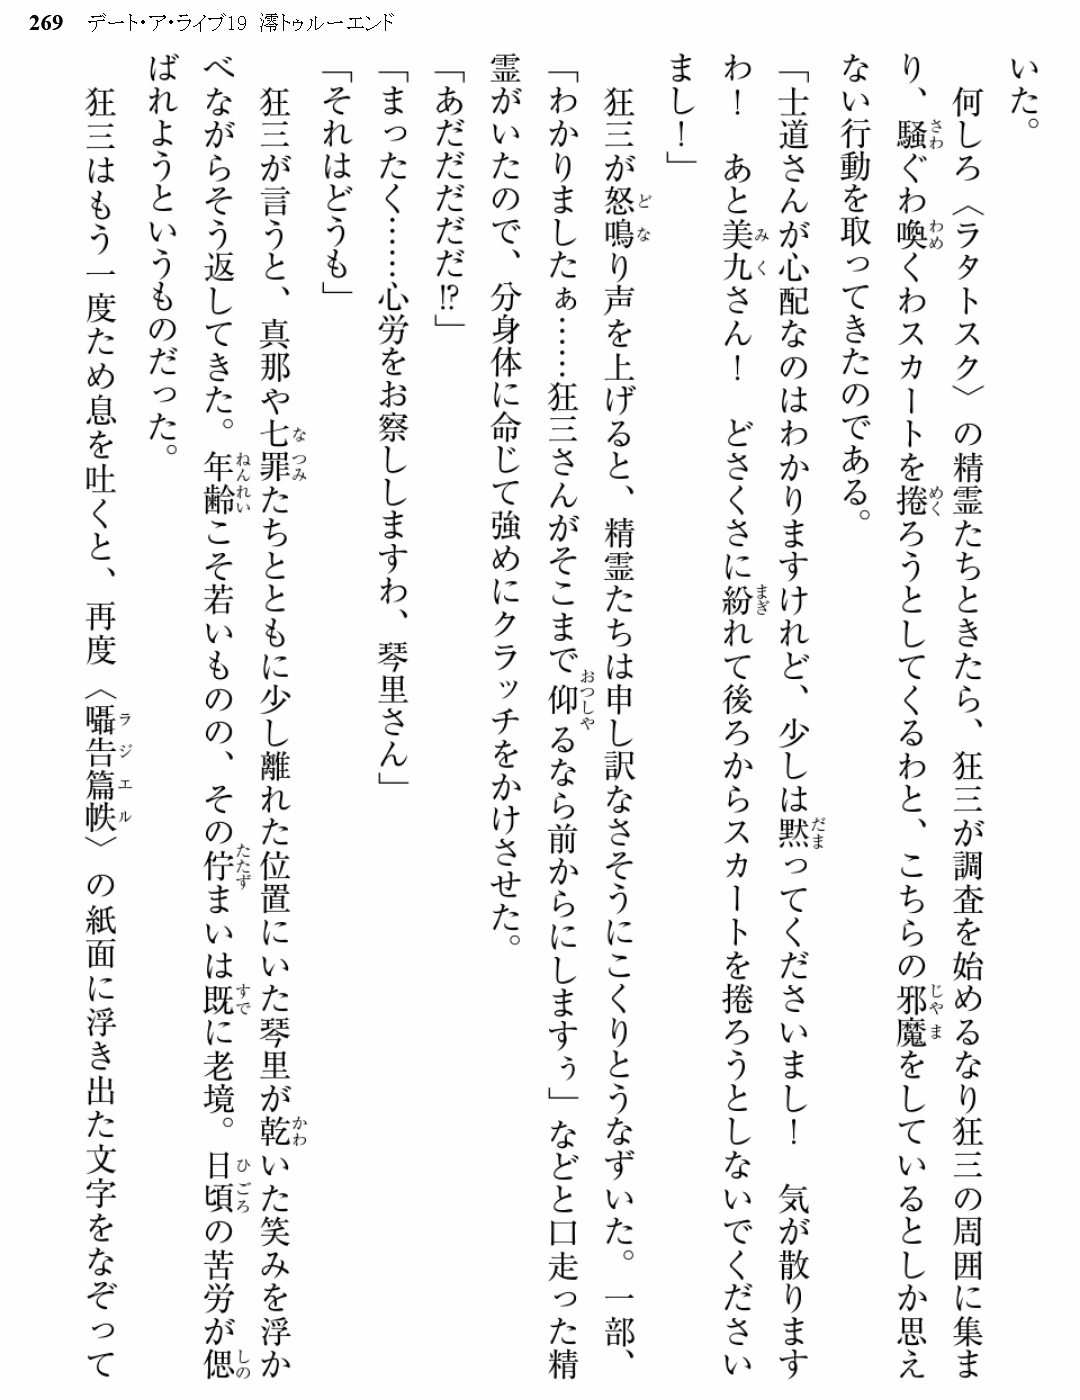 269 デート・ア・ライブ19 澪トゥルーエンド
いた。
　何しろ〈ラタトスク〉の精霊たちときたら、狂三が調査を始めるなり狂三の周囲に集ま
り、騒ぐわ喚くわスカートを捲ろうとしてくるわと、こちらの邪魔をしているとしか思え
ない行動を取ってきたのである。
「士道さんが心配なのはわかりますけれど、少しは黙ってくださいまし！　気が散ります
わ！　あと美九さん！　どさくさに紛れて後ろからスカートを捲ろうとしないでください
まし！」
　狂三が怒鳴り声を上げると、精霊たちは申し訳なさそうにこくりとうなずいた。一部、
「わかりましたぁ……狂三さんがそこまで仰るなら前からにしますぅ」などと口走った精
霊がいたので、分身体に命じて強めにクラッチをかけさせた。
「あだだだだだ!?」
「まったく……心労をお察ししますわ、琴里さん」
「それはどうも」
　狂三が言うと、真那や七罪たちとともに少し離れた位置にいた琴里が乾いた笑みを浮か
べながらそう返してきた。年齢こそ若いものの、その佇まいは既に老境。日頃の苦労が偲
ばれようというものだった。
　狂三はもう一度ため息を吐くと、再度〈囁告篇帙〉の紙面に浮き出た文字をなぞって